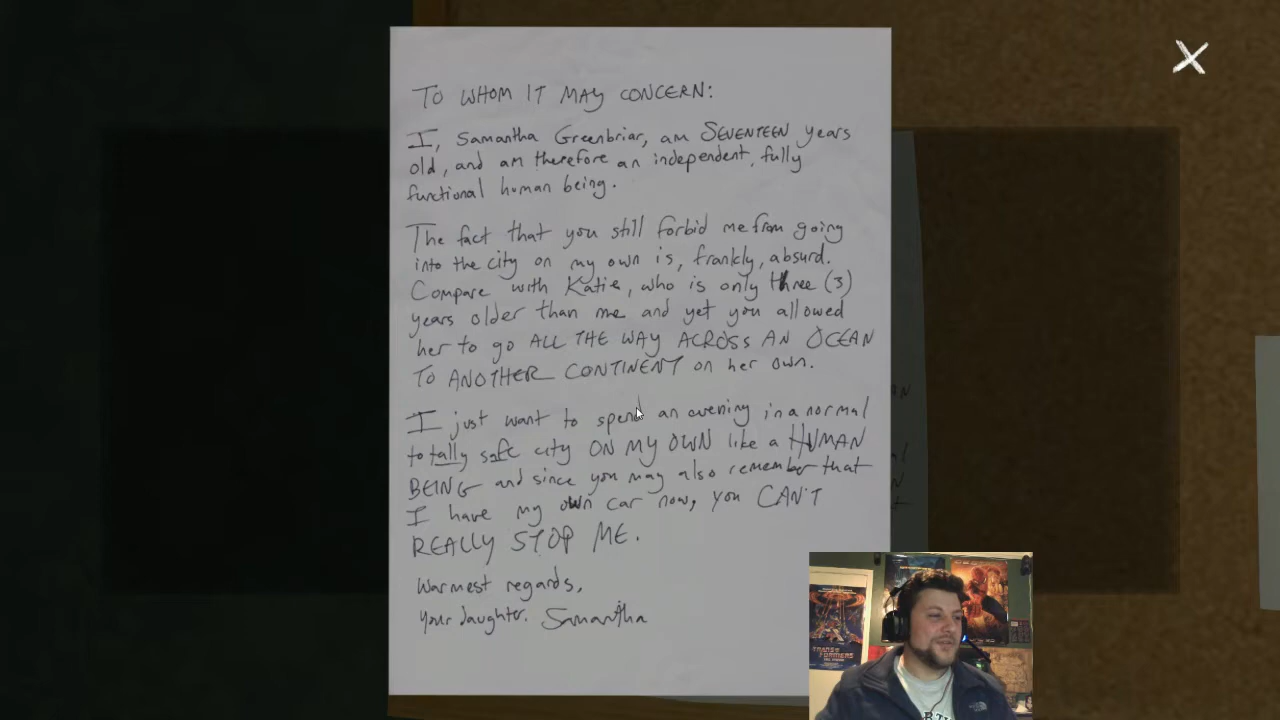 TO WHOM IT MAY CONCERN:
I, Samantha Greenbriar, am SEVENTEEN years
old, and am therefore an independent, fully
functional human being.
The fact that you still forbid me from going
into the city on my own is, frankly, absurd.
Compare with Katie, who is only three (3)
years older than me and yet you allowed
her to go ALL THE WAY ACROSS AN OCEAN
TO ANOTHER CONTINENT on her own.
I just want to spend an evening in a normal
totally safe city ON MY OWN like a HUMAN
BEING and since you may also remember that
I have my own car now, you CAN'T
REALLY STOP ME.
Warmest regards,
Your daughter. Samantha
TRANS
FORMERS